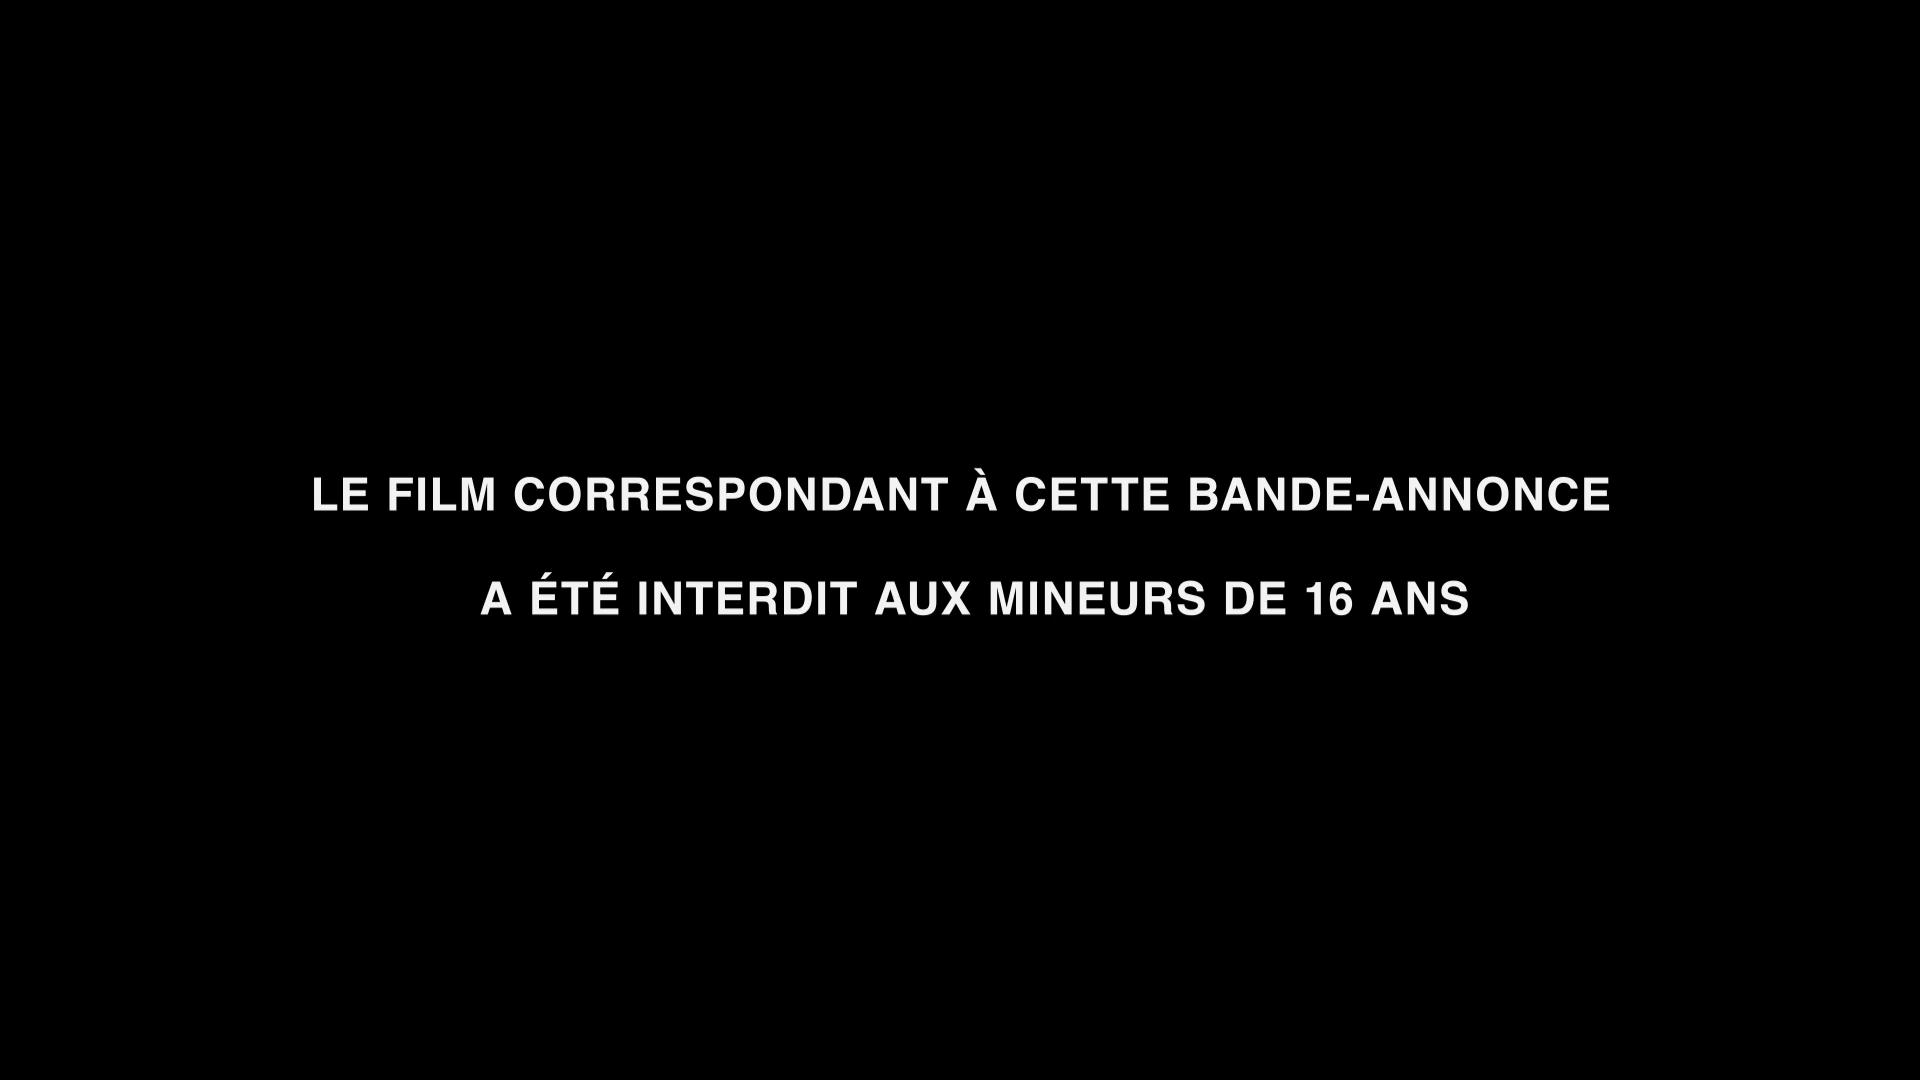 LE FILM CORRESPONDANT À CETTE BANDE-ANNONCE
A ÉTÉ INTERDIT AUX MINEURS DE 16 ANS